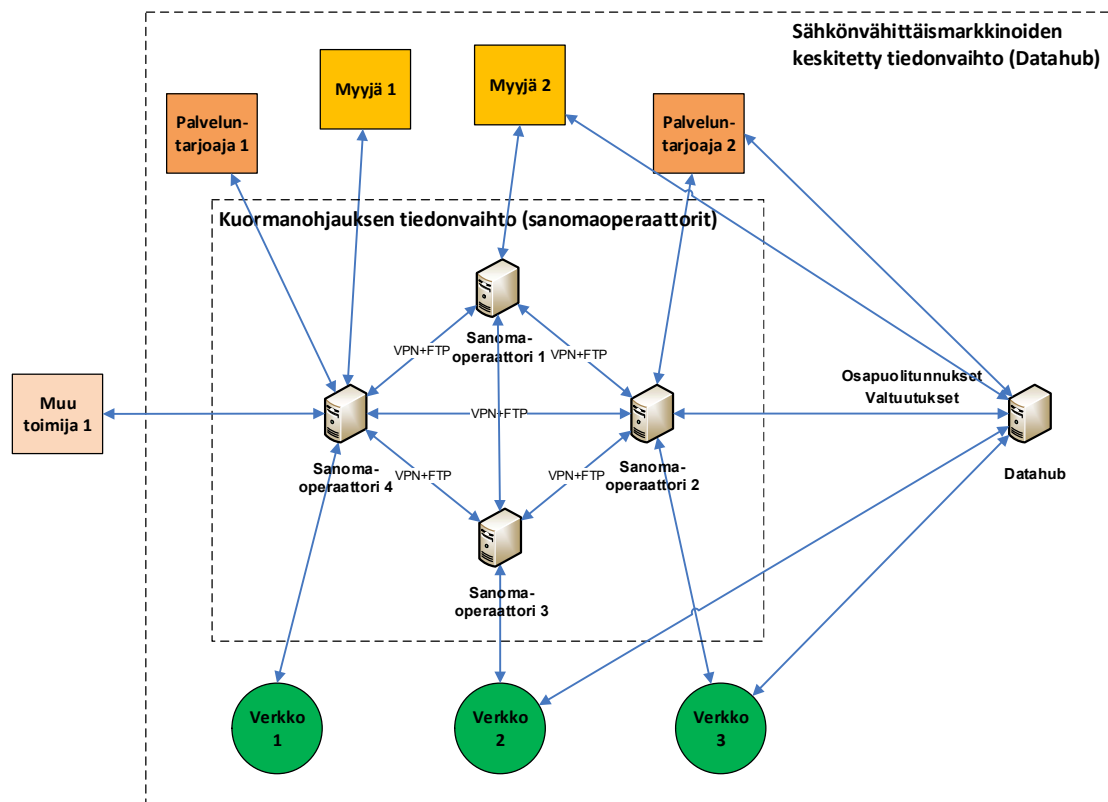 Sähkönvähittäismarkkinoiden
keskitetty tiedonvaihto (Datahub)
Myyjä 1
Myyjä 2
Palvelun-
tarjoaja 1
Palvelun-
tarjoaja 2
Kuormanohjauksen tiedonvaihto (sanomaoperaattorit)
Sanoma-
operaattori 1
VPN+FTP
VPN+FTP
Muu
toimija 1
VPN+FTP
Osapuolitunnukset
Valtuutukset
Sanoma-
operaattori 4
Sanoma-
operaattori 2
Datahub
VPN+FTP
VPN+FTP
Sanoma-
operaattori 3
Verkko
1
Verkko
2
Verkko
3